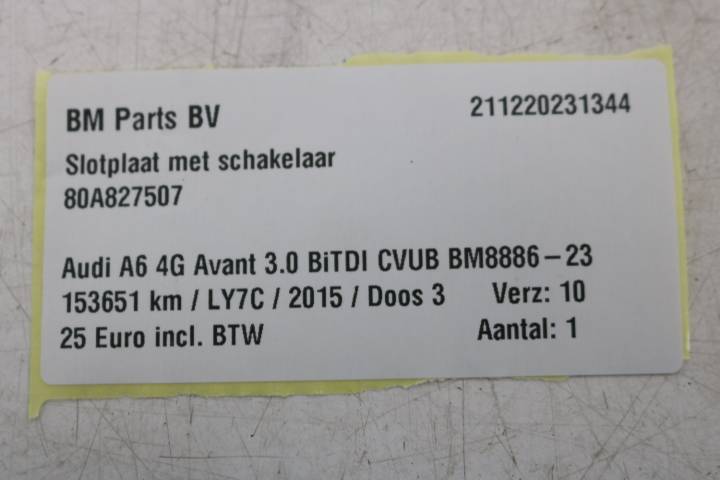 BM Parts BV 211220231344
Slotplaat met schakelaar
80A827507
Audi A6 4G Avant 3.0 BiTDI CVUB BM8886-23
153651 km / LY7C / 2015 / Doos 3 Verz: 10
25 Euro incl. BTW Aantal: 1